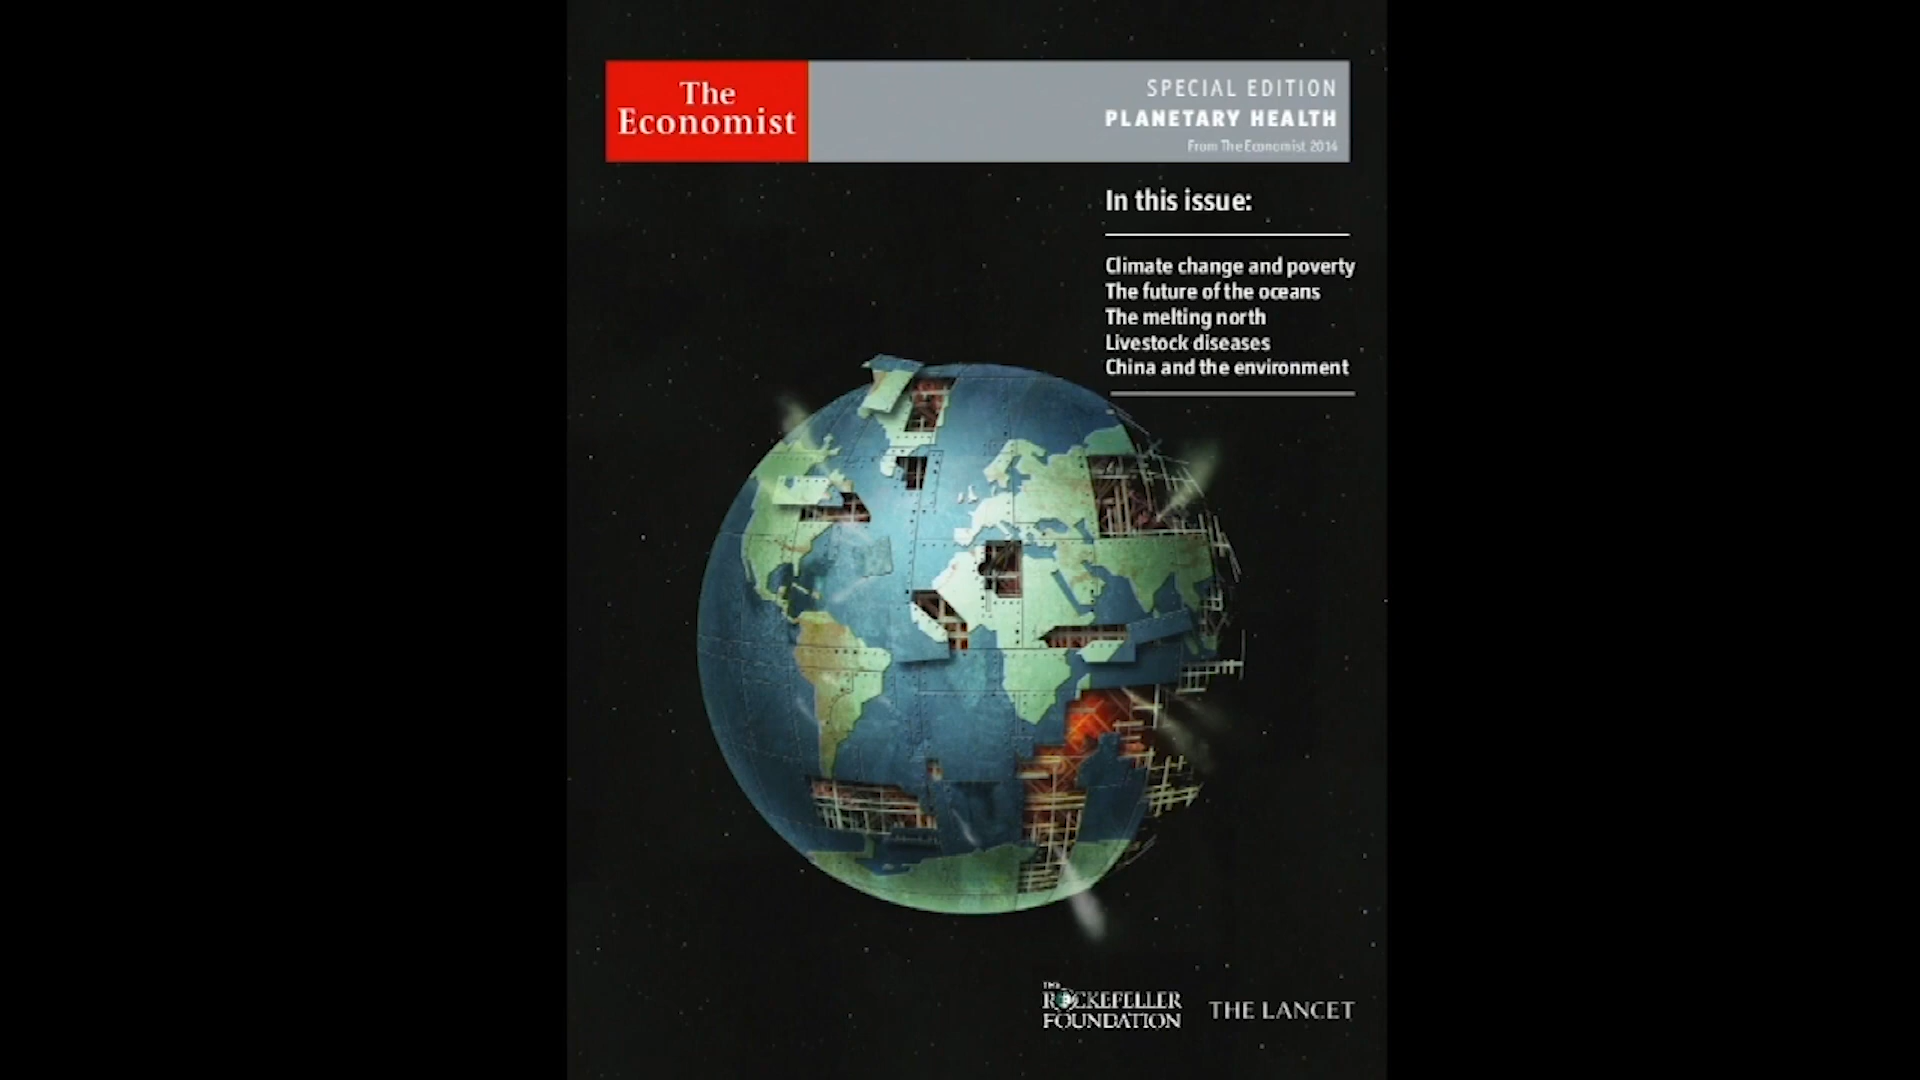 The
Economist
SPECIAL EDITION
PLANETARY HEALTH
From The Economist 2014
In this issue:
Climate change and poverty
The future of the oceans
The melting north
Livestock diseases
China and the environment
THE
ROCKEFELLER
FOUNDATION
THE LANCET